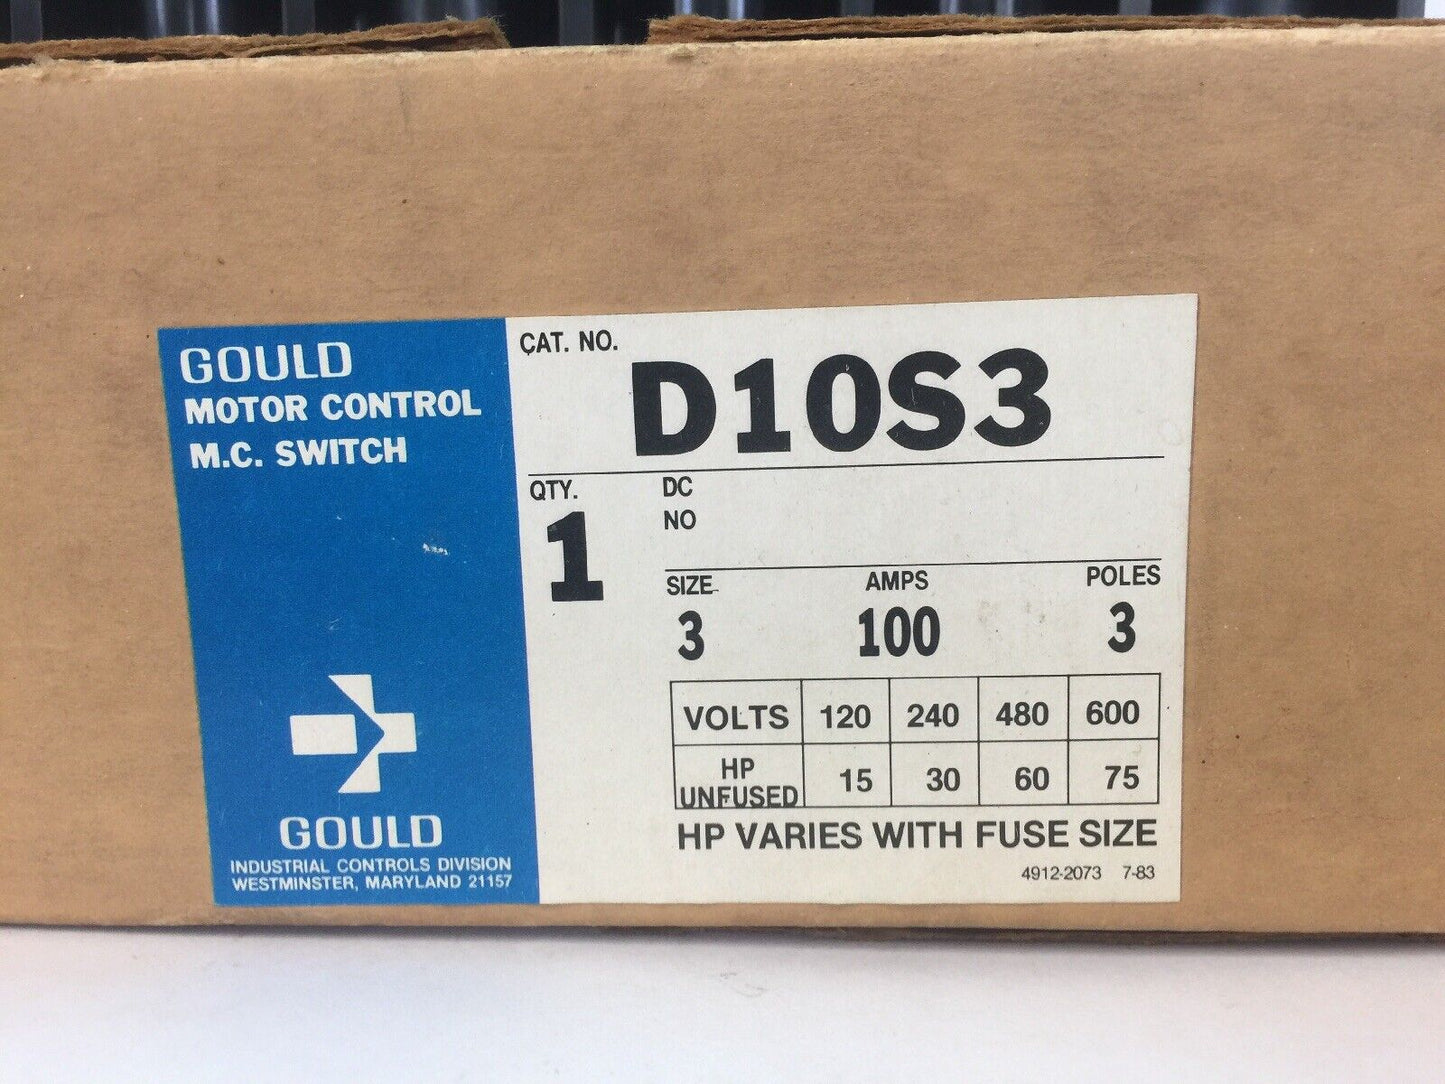 GOULD
MOTOR CONTROL
M.C. SWITCH
GOULD
INDUSTRIAL CONTROLS DIVISION
WESTMINSTER, MARYLAND 21157
CAT. NO.
D10S3
QTY.
1
DC
NO
SIZE AMPS POLES
3 100 3
VOLTS 120 240 480 600
HP UNFUSED 15 30 60 75
HP VARIES WITH FUSE SIZE
4912-2073 7-83